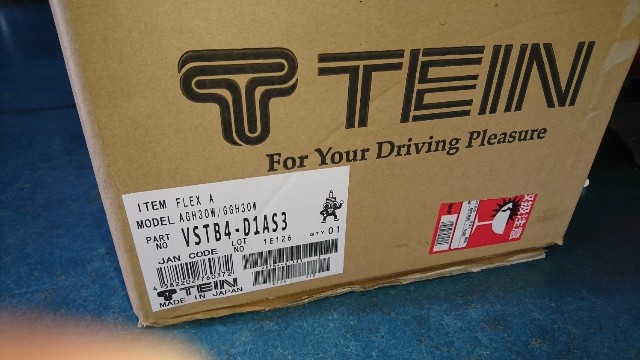 TEIN
For Your Driving Pleasure
ITEM FLEX A
MODEL AGH30W/GGH30W
PART NO VSTB4-D1AS3
JAN CODE LOT NO 1E126 QTY 01
TEIN
MADE IN JAPAN